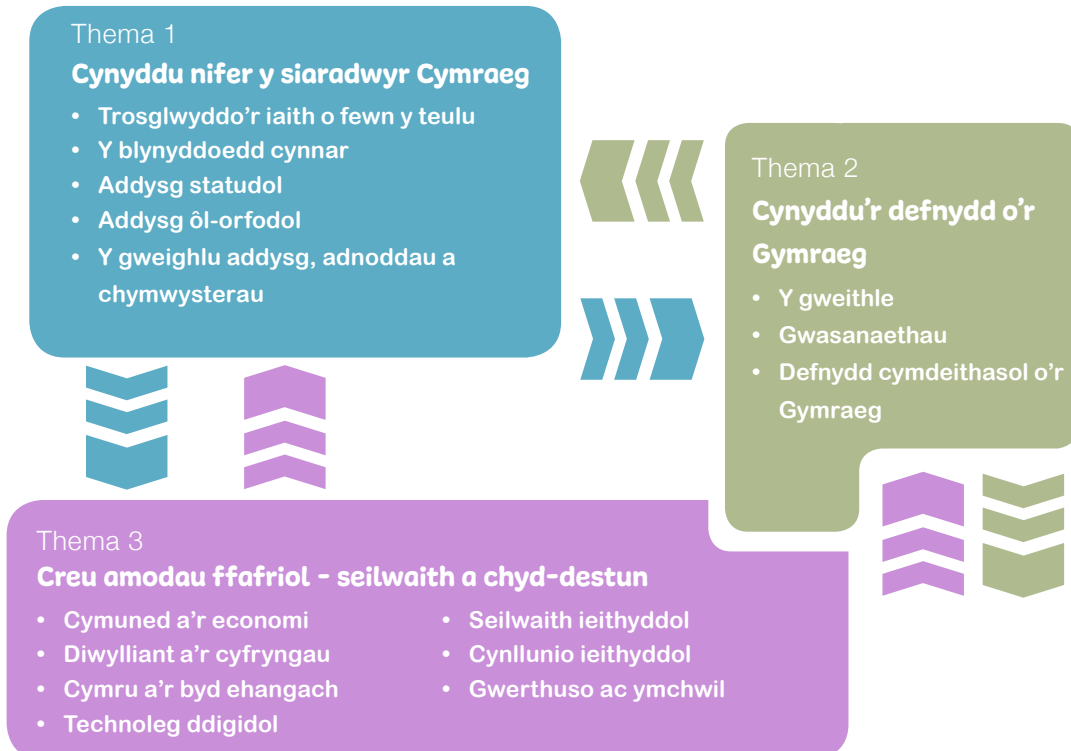 Thema 1
Cynyddu nifer y siaradwyr Cymraeg
• Trosglwyddo'r iaith o fewn y teulu
• Y blynyddoedd cynnar
• Addysg statudol
• Addysg ôl-orfodol
• Y gweighlu addysg, adnoddau a
chymwysterau
Thema 2
Cynyddu'r defnydd o'r
Gymraeg
• Y gweithle
• Gwasanaethau
• Defnydd cymdeithasol o'r
Gymraeg
Thema 3
Creu amodau ffafriol - seilwaith a chyd-destun
• Cymuned a'r economi
• Diwylliant a'r cyfryngau
• Cymru a'r byd ehangach
• Technoleg ddigidol
• Seilwaith ieithyddol
• Cynllunio ieithyddol
• Gwerthuso ac ymchwil